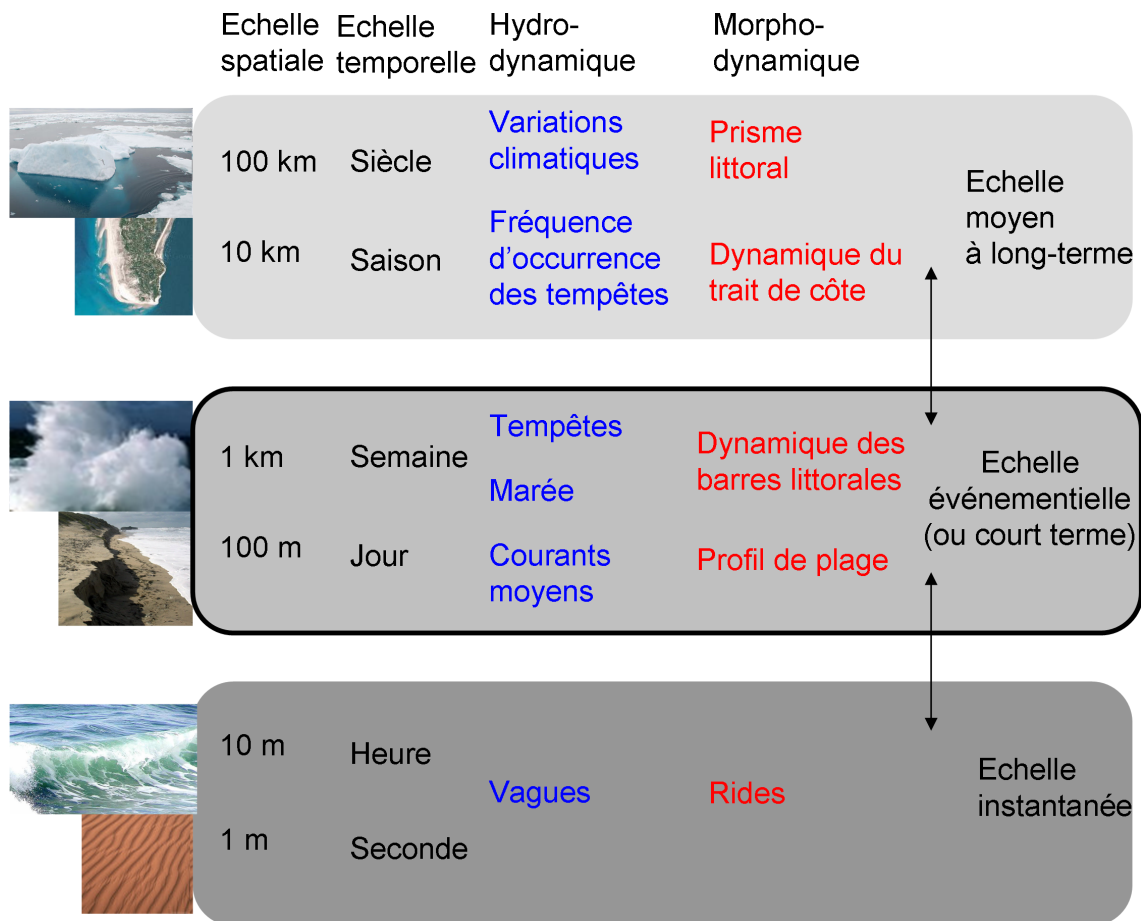 Echelle
spatiale
Echelle
temporelle
Hydro-
dynamique
Morpho-
dynamique
100 km
Siècle
Variations
climatiques
Prisme
littoral
10 km
Saison
Fréquence
d'occurrence
des tempêtes
Dynamique du
trait de côte
Echelle
moyen
à long-terme
1 km
Semaine
Tempêtes
Marée
Dynamique des
barres littorales
100 m
Jour
Courants
moyens
Profil de plage
Echelle
événementielle
(ou court terme)
10 m
Heure
Vagues
Rides
1 m
Seconde
Echelle
instantanée